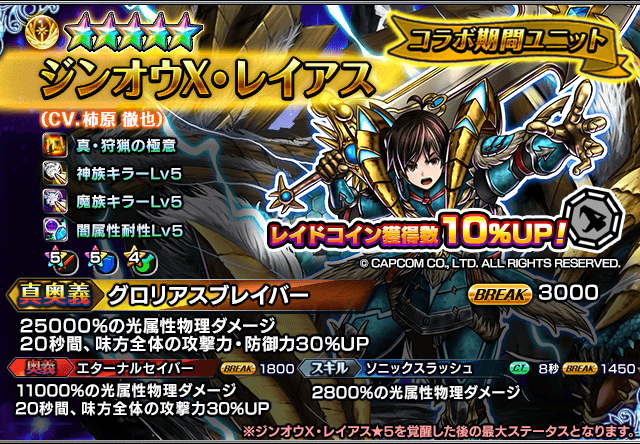 コラボ期間ユニット
ジンオウX・レイアス
(CV.柿原 徹也)
真・狩猟の極意
神族キラーLv5
魔族キラーLv5
闇属性耐性Lv5
5 5 4
レイドコイン獲得数10%UP!
© CAPCOM CO., LTD. ALL RIGHTS RESERVED.
真奥義 グロリアスブレイバー BREAK 3000
25000%の光属性物理ダメージ
20秒間、味方全体の攻撃力・防御力30%UP
奥義 エターナルセイバー BREAK 1800
11000%の光属性物理ダメージ
20秒間、味方全体の攻撃力30%UP
スキル ソニックスラッシュ CT 8秒 BREAK 1450
2800%の光属性物理ダメージ
※ジンオウX・レイアス★5を覚醒した後の最大ステータスとなります。